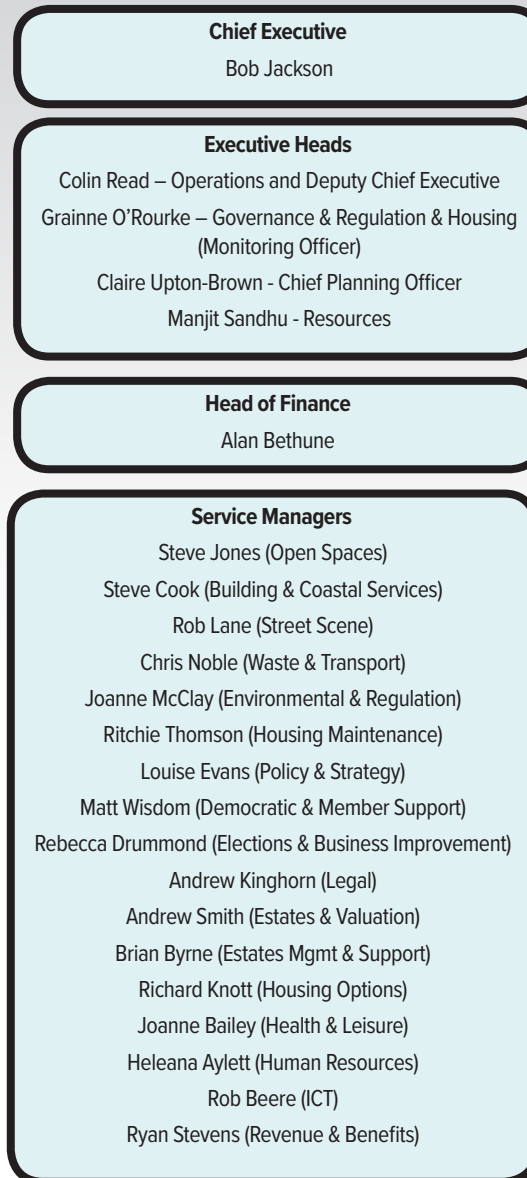 Chief Executive
Bob Jackson
Executive Heads
Colin Read – Operations and Deputy Chief Executive
Grainne O’Rourke – Governance & Regulation & Housing
(Monitoring Officer)
Claire Upton-Brown - Chief Planning Officer
Manjit Sandhu - Resources
Head of Finance
Alan Bethune
Service Managers
Steve Jones (Open Spaces)
Steve Cook (Building & Coastal Services)
Rob Lane (Street Scene)
Chris Noble (Waste & Transport)
Joanne McClay (Environmental & Regulation)
Ritchie Thomson (Housing Maintenance)
Louise Evans (Policy & Strategy)
Matt Wisdom (Democratic & Member Support)
Rebecca Drummond (Elections & Business Improvement)
Andrew Kinghorn (Legal)
Andrew Smith (Estates & Valuation)
Brian Byrne (Estates Mgmt & Support)
Richard Knott (Housing Options)
Joanne Bailey (Health & Leisure)
Heleana Aylett (Human Resources)
Rob Beere (ICT)
Ryan Stevens (Revenue & Benefits)